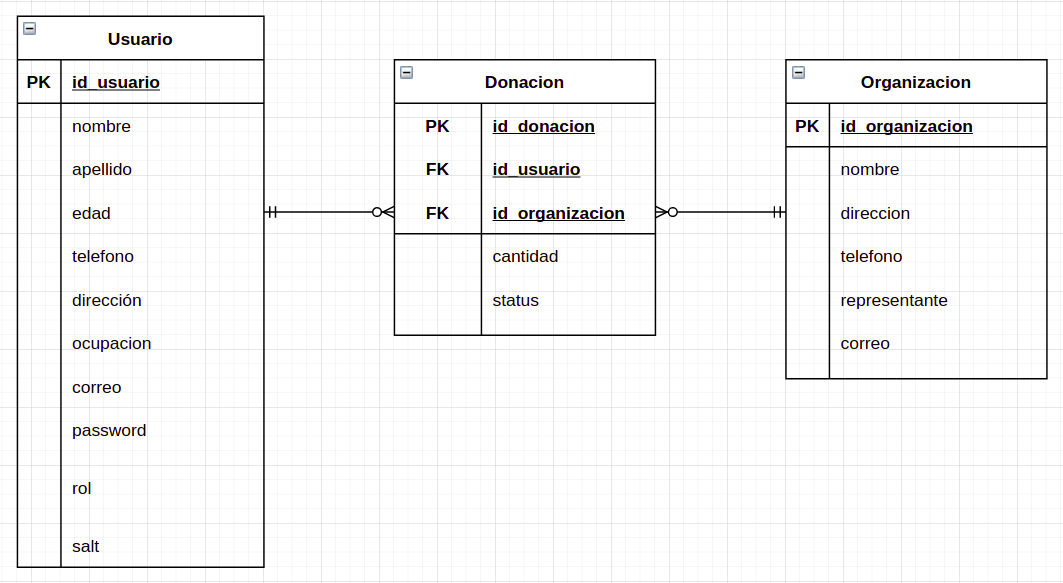 Usuario
PK id_usuario
nombre
apellido
edad
telefono
dirección
ocupacion
correo
password
rol
salt
Donacion
PK id_donacion
FK id_usuario
FK id_organizacion
cantidad
status
Organizacion
PK id_organizacion
nombre
direccion
telefono
representante
correo